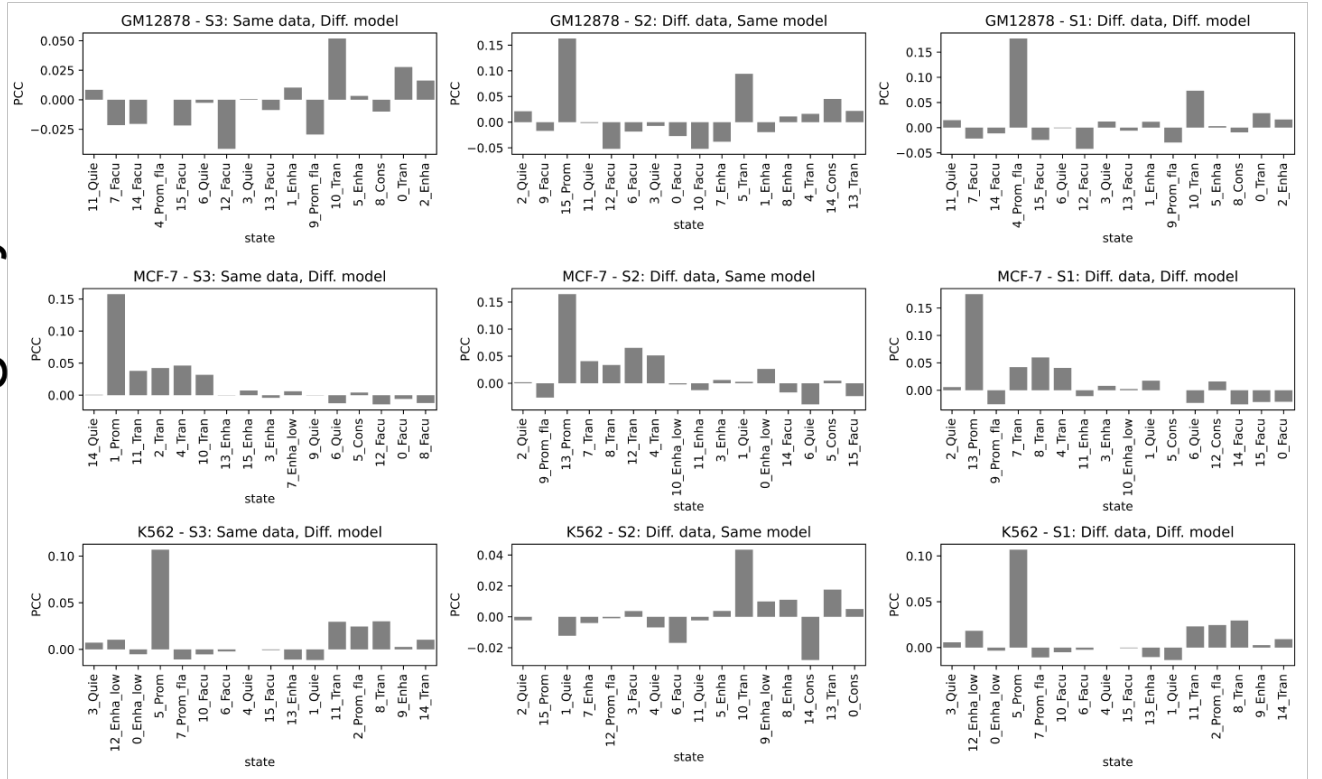 GM12878 - S3: Same data, Diff. model
GM12878 - S2: Diff. data, Same model
GM12878 - S1: Diff. data, Diff. model
PCC
0.050
0.025
0.000
−0.025
11_Quie
7_Facu
14_Facu
4_Prom_fla
15_Facu
6_Quie
12_Facu
3_Quie
13_Facu
1_Enha
9_Prom_fla
10_Tran
5_Enha
8_Cons
0_Tran
2_Enha
state
PCC
0.15
0.10
0.05
0.00
−0.05
2_Quie
9_Facu
15_Prom
11_Quie
12_Facu
6_Quie
3_Quie
0_Facu
10_Facu
7_Enha
5_Tran
1_Enha
8_Enha
4_Tran
14_Cons
13_Tran
state
PCC
0.15
0.10
0.05
0.00
−0.05
11_Quie
7_Facu
14_Facu
4_Prom_fla
15_Facu
6_Quie
12_Facu
3_Quie
13_Facu
1_Enha
9_Prom_fla
10_Tran
5_Enha
8_Cons
0_Tran
2_Enha
state
MCF-7 - S3: Same data, Diff. model
MCF-7 - S2: Diff. data, Same model
MCF-7 - S1: Diff. data, Diff. model
PCC
0.15
0.10
0.05
0.00
14_Quie
1_Prom
11_Tran
2_Tran
4_Tran
10_Tran
13_Enha
15_Enha
3_Enha
7_Enha_low
9_Quie
6_Quie
5_Cons
12_Facu
0_Facu
8_Facu
state
PCC
0.15
0.10
0.05
0.00
2_Quie
9_Prom_fla
13_Prom
7_Tran
8_Tran
12_Tran
4_Tran
10_Enha_low
11_Enha
3_Enha
1_Quie
0_Enha_low
14_Facu
6_Quie
5_Cons
15_Facu
state
PCC
0.15
0.10
0.05
0.00
2_Quie
13_Prom
9_Prom_fla
7_Tran
8_Tran
4_Tran
11_Enha
3_Enha
10_Enha_low
1_Quie
5_Cons
6_Quie
12_Cons
14_Facu
15_Facu
0_Facu
state
K562 - S3: Same data, Diff. model
K562 - S2: Diff. data, Same model
K562 - S1: Diff. data, Diff. model
PCC
0.10
0.05
0.00
3_Quie
12_Enha_low
0_Enha_low
5_Prom
7_Prom_fla
10_Facu
6_Facu
4_Quie
15_Facu
13_Enha
1_Quie
11_Tran
2_Prom_fla
8_Tran
9_Enha
14_Tran
state
PCC
0.04
0.02
0.00
−0.02
2_Quie
15_Prom
1_Quie
7_Enha
12_Prom_fla
3_Facu
4_Quie
6_Facu
11_Quie
5_Enha
10_Tran
9_Enha_low
8_Enha
14_Cons
13_Tran
0_Cons
state
PCC
0.10
0.05
0.00
3_Quie
12_Enha_low
0_Enha_low
5_Prom
7_Prom_fla
10_Facu
6_Facu
4_Quie
15_Facu
13_Enha
1_Quie
11_Tran
2_Prom_fla
8_Tran
9_Enha
14_Tran
state